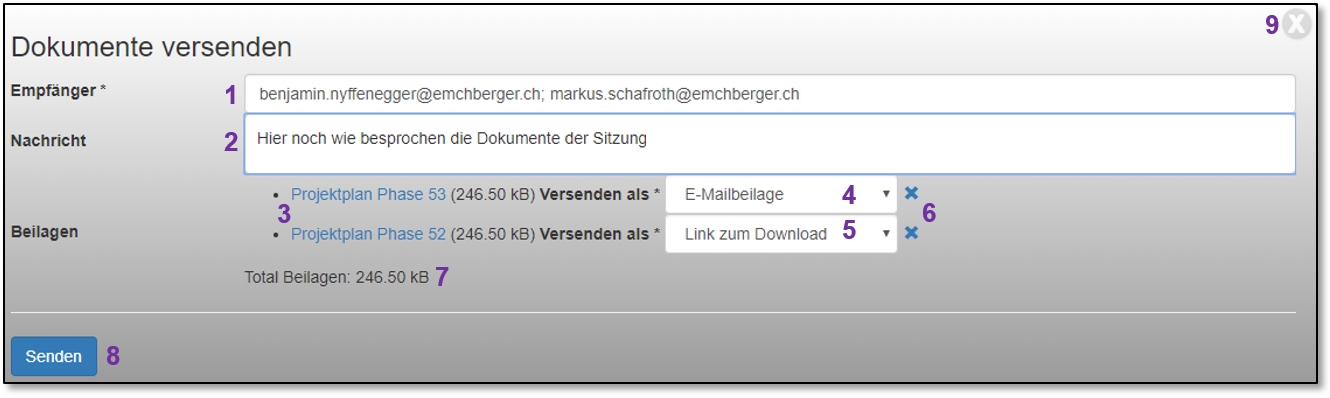 9 X
Dokumente versenden
Empfänger * 1 benjamin.nyffenegger@emchberger.ch; markus.schafroth@emchberger.ch
Nachricht 2 Hier noch wie besprochen die Dokumente der Sitzung
• Projektplan Phase 53 (246.50 kB) Versenden als * E-Mailbeilage 4 ▾ ✖
3 6
Beilagen • Projektplan Phase 52 (246.50 kB) Versenden als * Link zum Download 5 ▾ ✖
Total Beilagen: 246.50 kB 7
Senden 8